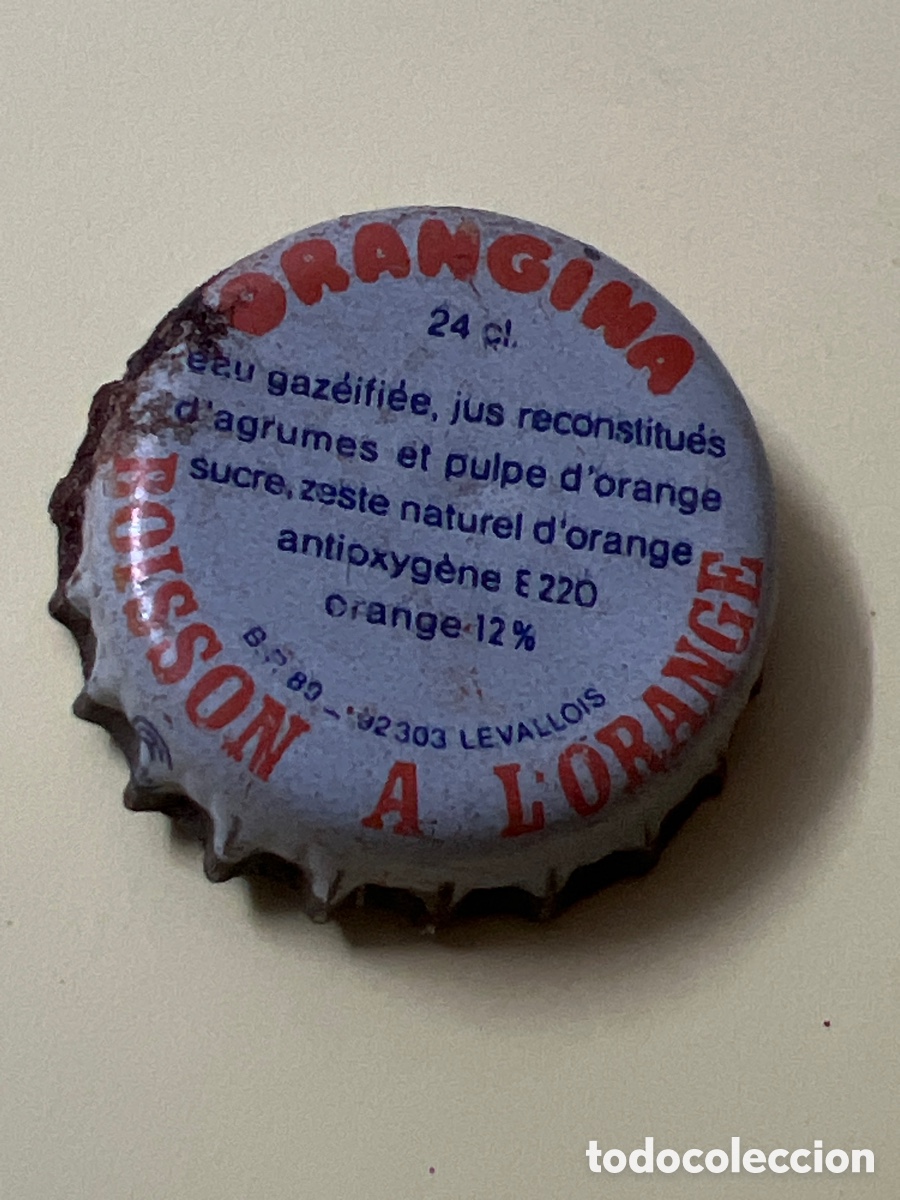 ORANGINA
24 cl.
eau gazéifiée, jus reconstitués
d'agrumes et pulpe d'orange
sucre, zeste naturel d'orange
antioxygène E 220
orange 12 %
B.P. 89 - 92303 LEVALLOIS
BOISSON A L'ORANGE
todocoleccion